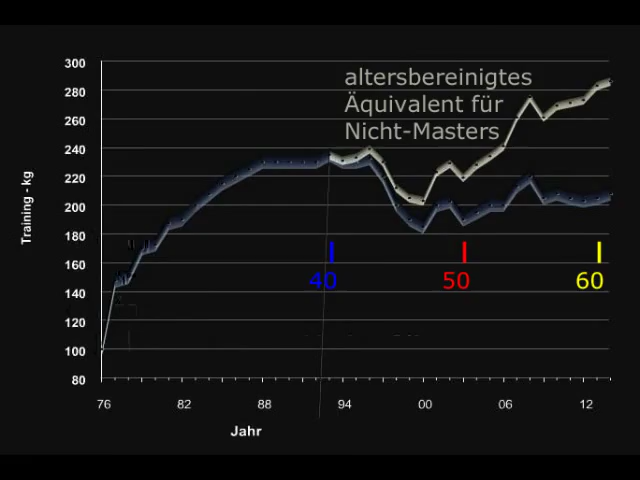 altersbereinigtes
Äquivalent für
Nicht-Masters
300
280
260
240
220
200
180
160
140
120
100
80
Training - kg
40
50
60
76 82 88 94 00 06 12
Jahr